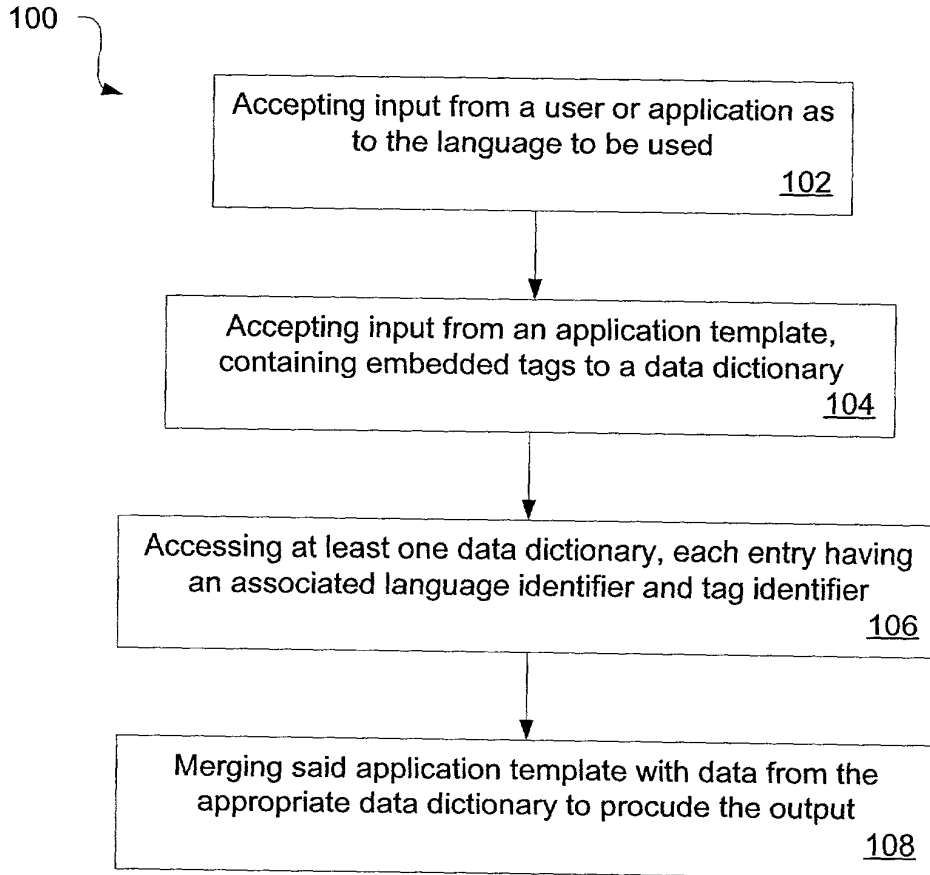 100
Accepting input from a user or application as
to the language to be used
102
Accepting input from an application template,
containing embedded tags to a data dictionary
104
Accessing at least one data dictionary, each entry having
an associated language identifier and tag identifier
106
Merging said application template with data from the
appropriate data dictionary to procude the output
108